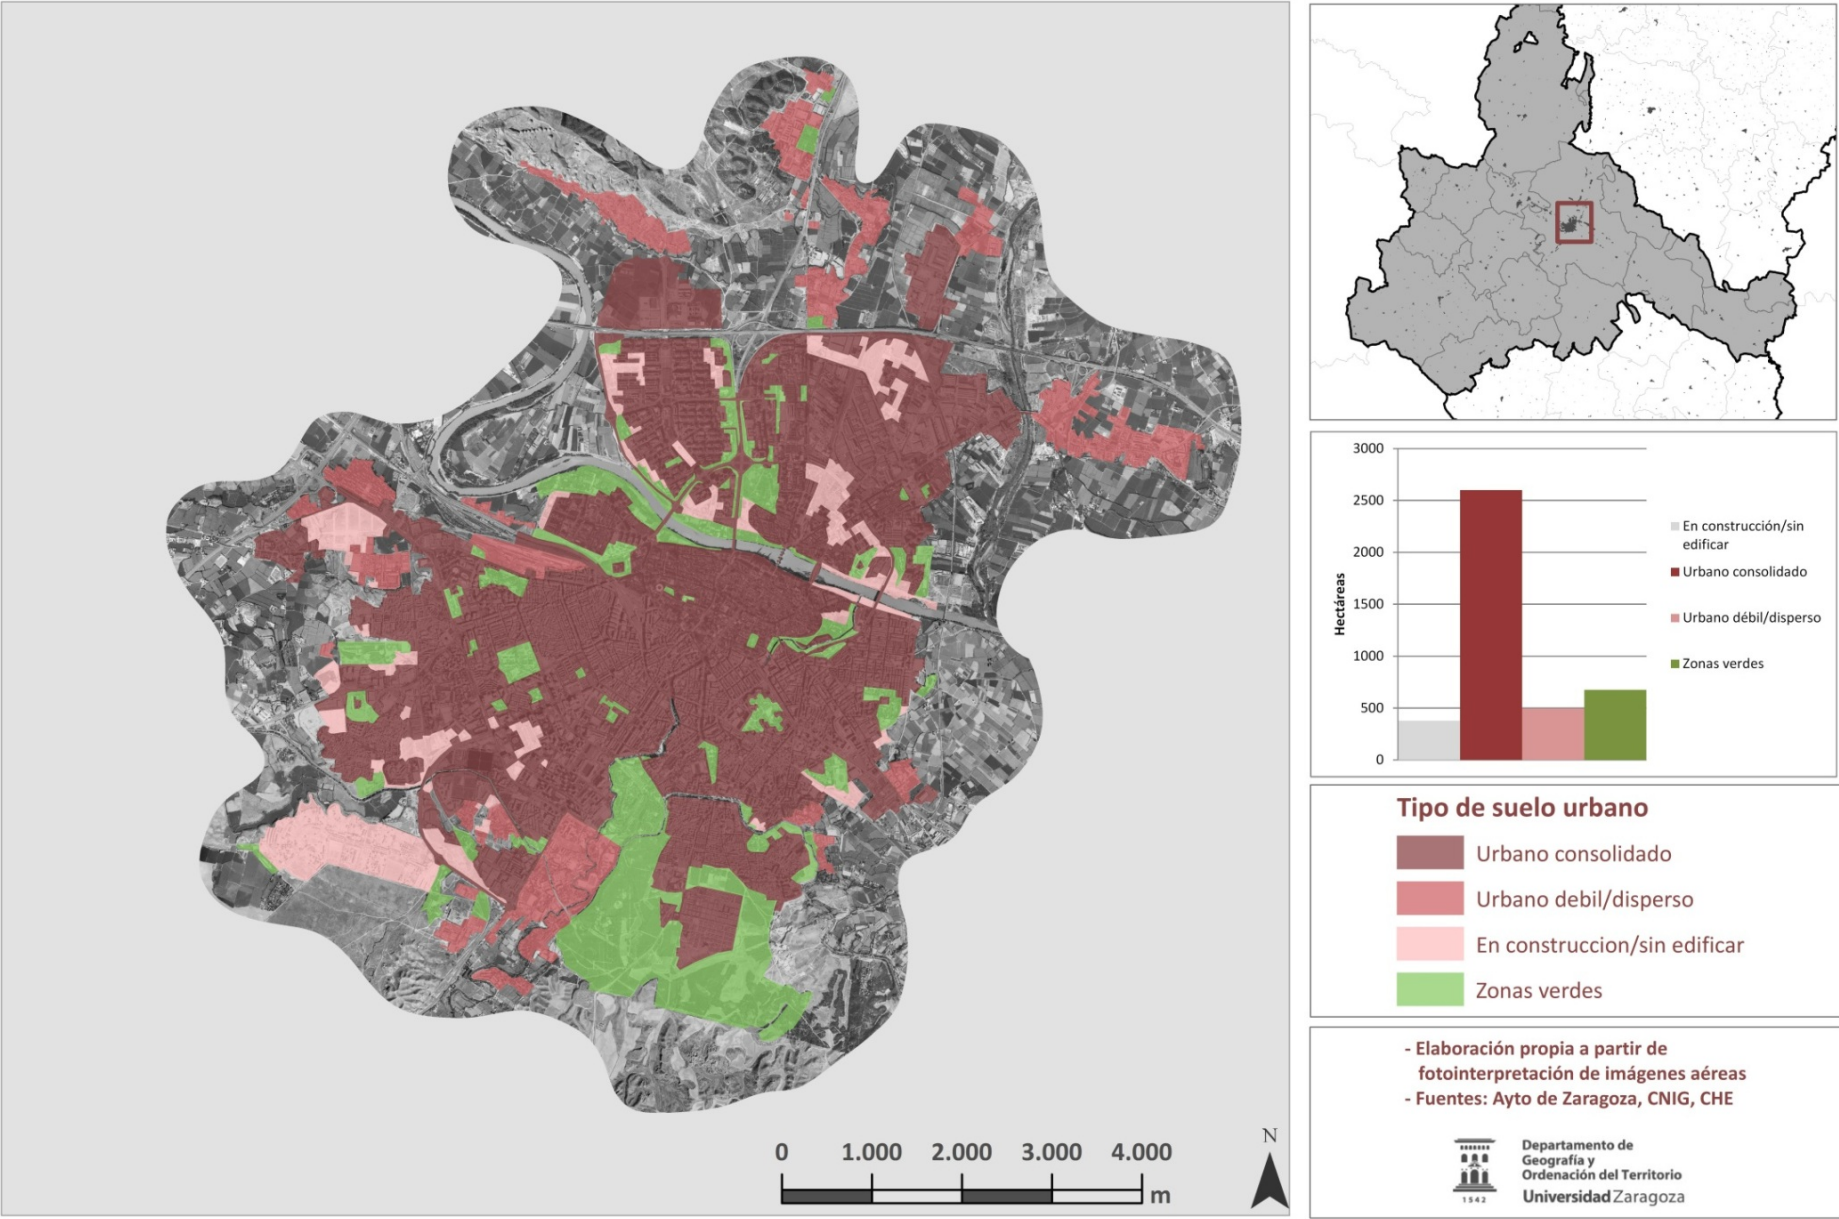 0 1.000 2.000 3.000 4.000
m
N
3000
2500
2000
1500
1000
500
0
Hectáreas
En construcción/sin
edificar
Urbano consolidado
Urbano débil/disperso
Zonas verdes
Tipo de suelo urbano
Urbano consolidado
Urbano debil/disperso
En construccion/sin edificar
Zonas verdes
- Elaboración propia a partir de
fotointerpretación de imágenes aéreas
- Fuentes: Ayto de Zaragoza, CNIG, CHE
1542
Departamento de
Geografía y
Ordenación del Territorio
Universidad Zaragoza